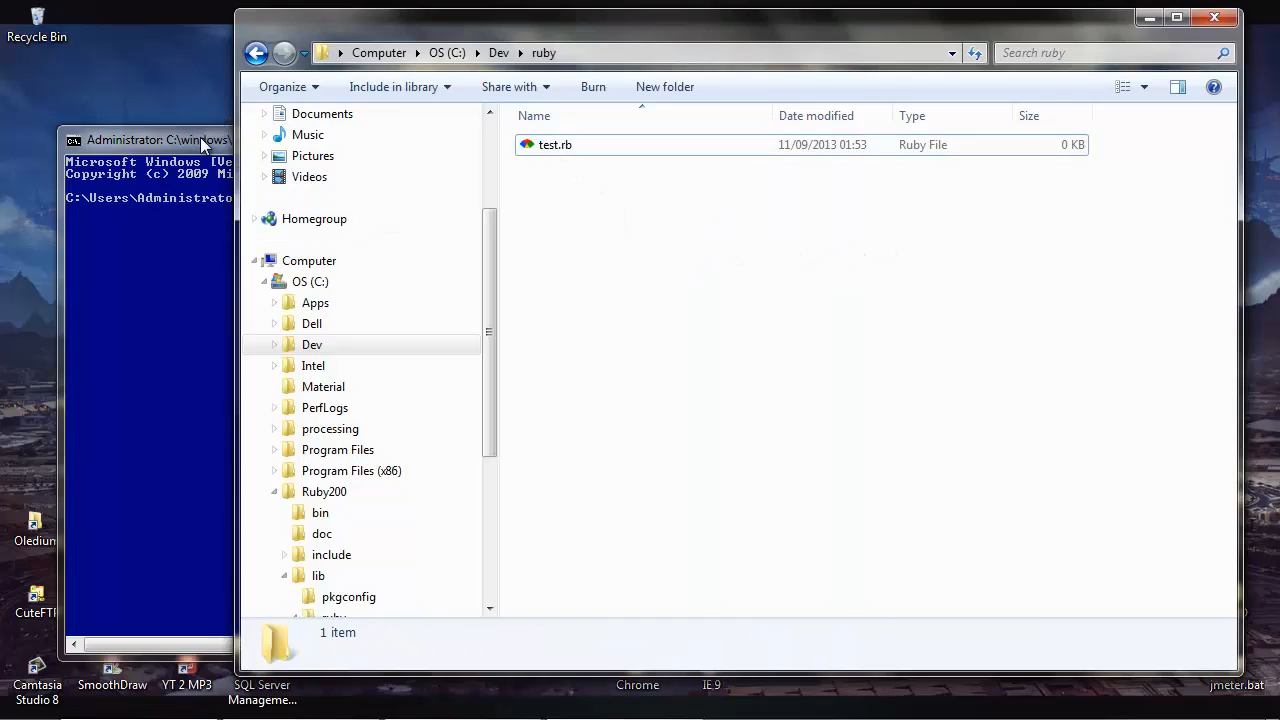 Recycle Bin
Computer
OS (C:)
Dev
ruby
Search ruby
Organize
Include in library
Share with
Burn
New folder
Documents
Music
Pictures
Videos
Homegroup
Computer
OS (C:)
Apps
Dell
Dev
Intel
Material
PerfLogs
processing
Program Files
Program Files (x86)
Ruby200
bin
doc
include
lib
pkgconfig
Name
Date modified
Type
Size
test.rb
11/09/2013 01:53
Ruby File
0 KB
1 item
Administrator: C:\windows\
Microsoft Windows [Ve
Copyright (c) 2009 Mi
C:\Users\Administrato
Oledium
CuteFT
Camtasia
Studio 8
SmoothDraw
YT 2 MP3
SQL Server
Manageme...
Chrome
IE 9
jmeter.bat